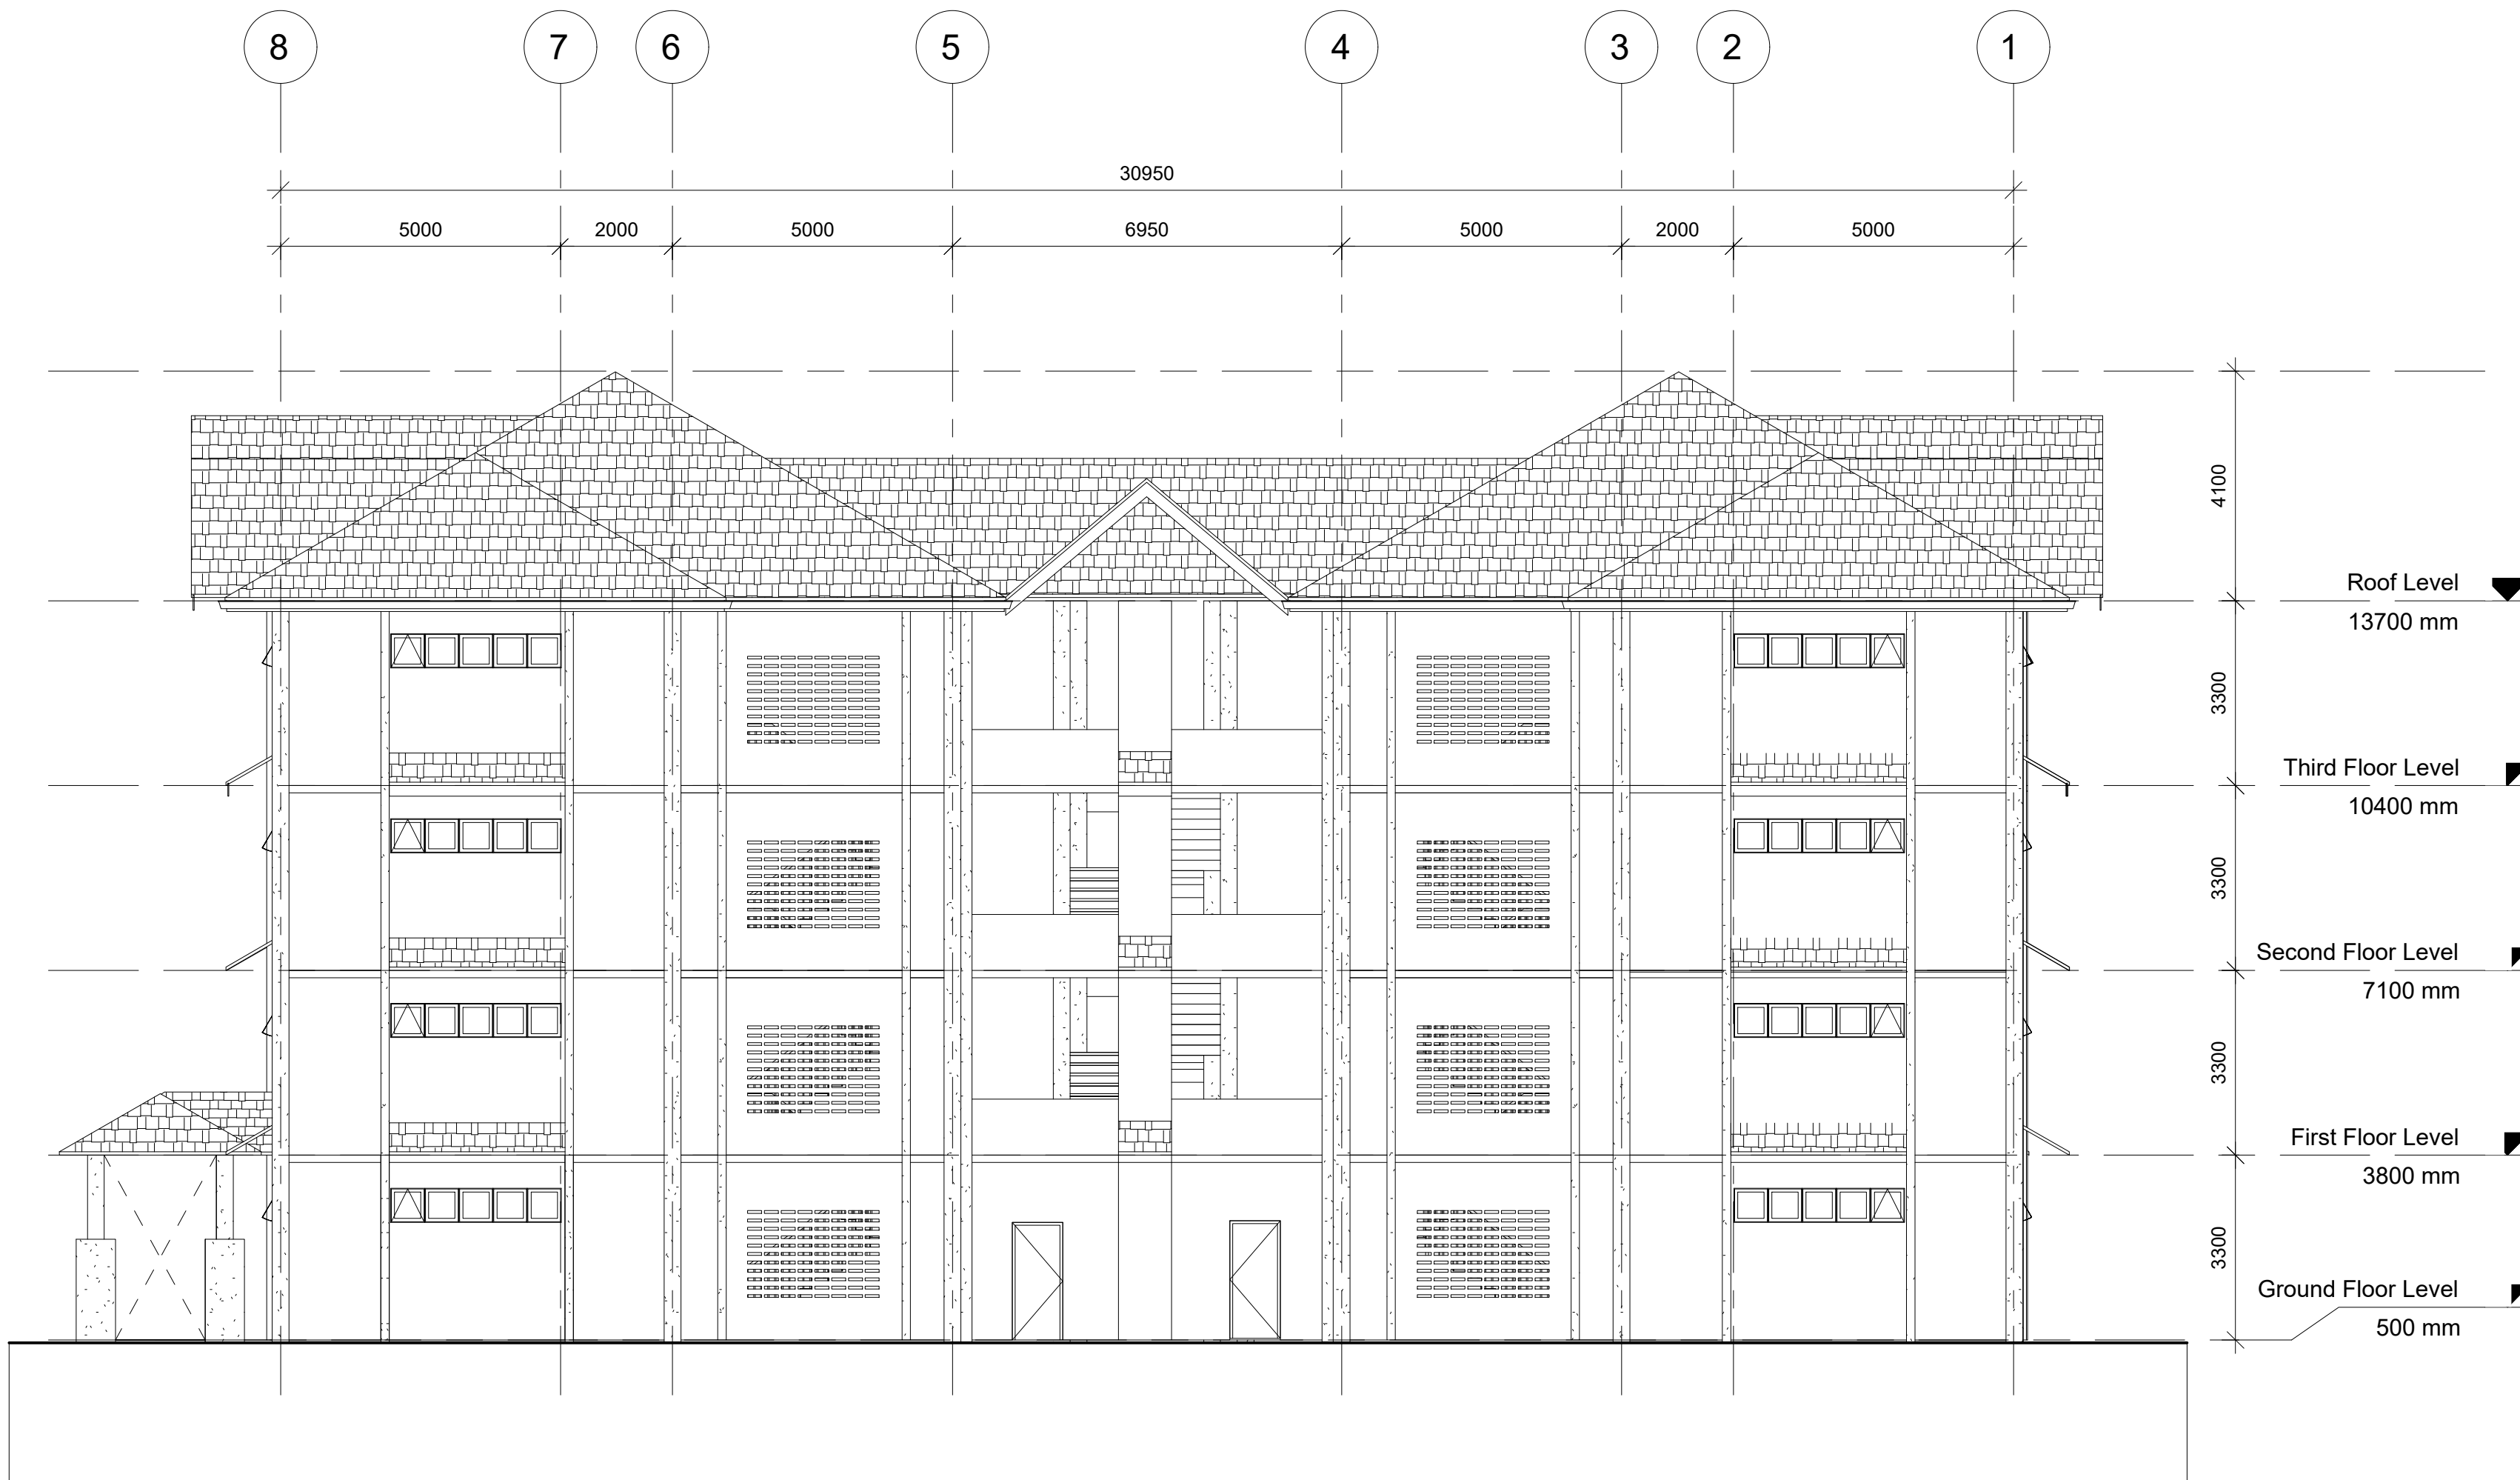 8 7 6 5 4 3 2 1
30950
5000 2000 5000 6950 5000 2000 5000
4100
Roof Level
13700 mm
3300
Third Floor Level
10400 mm
3300
Second Floor Level
7100 mm
3300
First Floor Level
3800 mm
3300
Ground Floor Level
500 mm